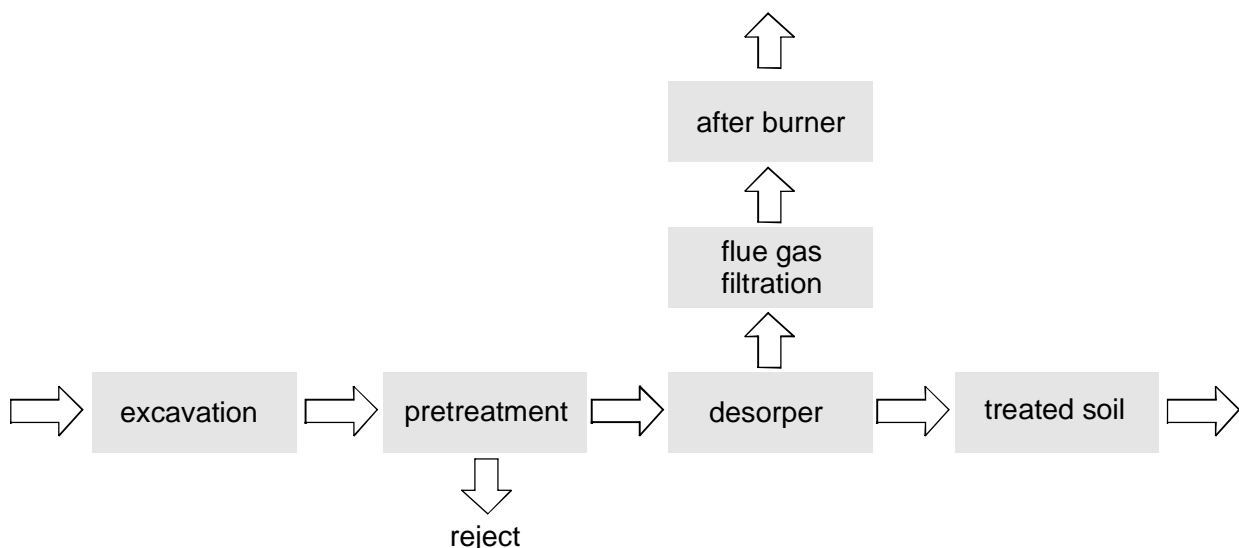 after burner
flue gas
filtration
excavation
pretreatment
desorper
treated soil
reject